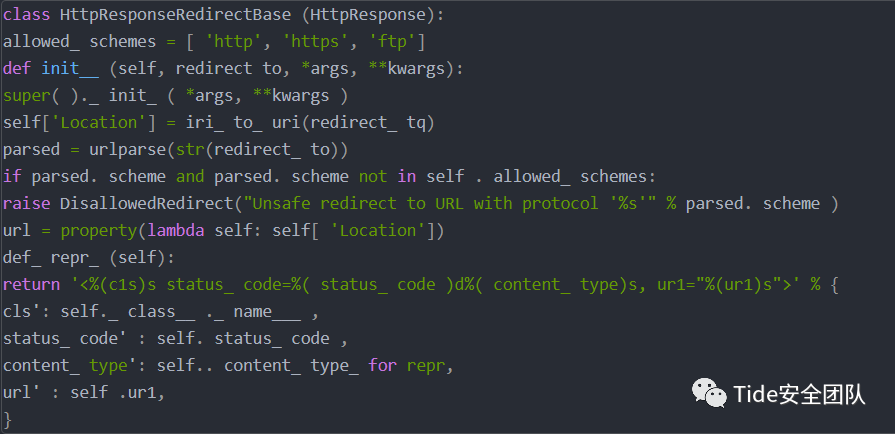 class HttpResponseRedirectBase (HttpResponse):
allowed_ schemes = [ 'http', 'https', 'ftp']
def init__ (self, redirect to, *args, **kwargs):
super( )._ init_ ( *args, **kwargs )
self['Location'] = iri_ to_ uri(redirect_ tq)
parsed = urlparse(str(redirect_ to))
if parsed. scheme and parsed. scheme not in self . allowed_ schemes:
raise DisallowedRedirect("Unsafe redirect to URL with protocol '%s'" % parsed. scheme )
url = property(lambda self: self[ 'Location'])
def_ repr_ (self):
return '<%(c1s)s status_ code=%( status_ code )d%( content_ type)s, ur1="%(ur1)s">' % {
cls': self._ class__ ._ name___ ,
status_ code' : self. status_ code ,
content_ type': self.. content_ type_ for repr,
url' : self .ur1,
}
Tide安全团队